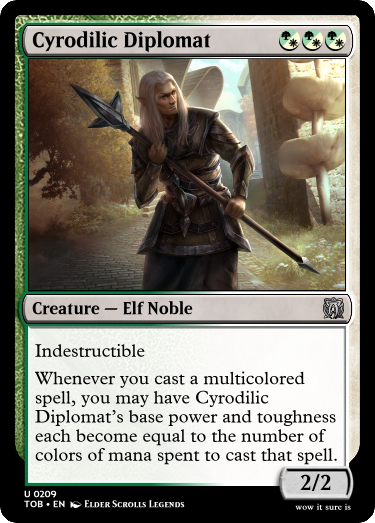 Cyrodilic Diplomat
Creature — Elf Noble
Indestructible
Whenever you cast a multicolored
spell, you may have Cyrodilic
Diplomat's base power and toughness
each become equal to the number of
colors of mana spent to cast that spell.
2/2
U 0209
TOB • EN Elder Scrolls Legends
wow it sure is